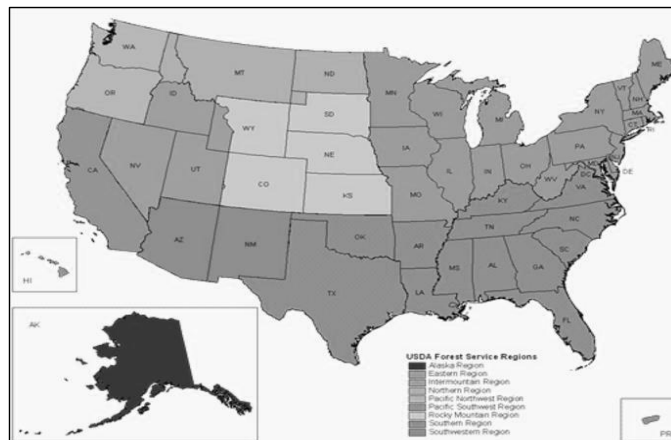 WA
MT
ND
MN
ME
OR
ID
SD
WI
MI
VT
NH
NY
MA
CT
RI
WY
NE
IA
PA
NV
UT
CO
KS
IL
IN
OH
WV
MD
DE
DC
VA
CA
MO
KY
NC
TN
AZ
NM
OK
AR
SC
MS
AL
GA
TX
LA
FL
HI
AK
USDA Forest Service Regions
Alaska Region
Eastern Region
Intermountain Region
Northern Region
Pacific Northwest Region
Pacific Southwest Region
Rocky Mountain Region
Southern Region
Southwestern Region